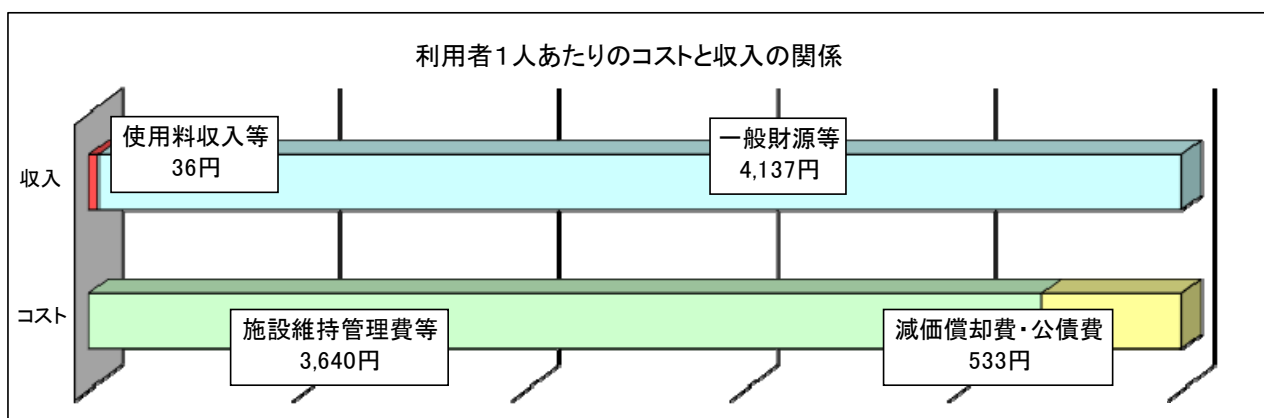 利用者１人あたりのコストと収入の関係
使用料収入等
36円
一般財源等
4,137円
収入
コスト
施設維持管理費等
3,640円
減価償却費・公債費
533円